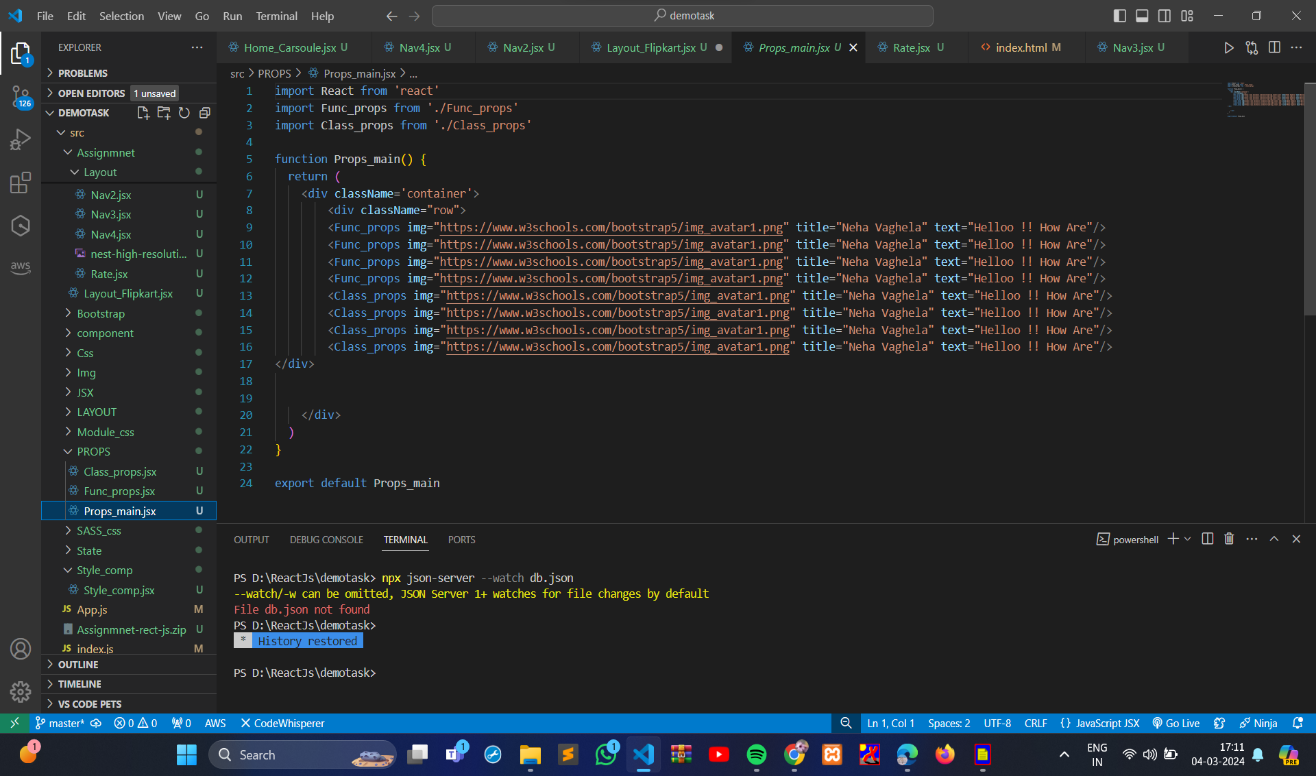 File Edit Selection View Go Run Terminal Help
demotask
EXPLORER
Home_Carsoule.jsx U
Nav4.jsx U
Nav2.jsx U
Layout_Flipkart.jsx U
Props_main.jsx U
Rate.jsx U
index.html M
Nav3.jsx U
src > PROPS > Props_main.jsx > ...
1
126
aws
PROBLEMS
OPEN EDITORS 1 unsaved
DEMOTASK
src
Assignmnet
Layout
Nav2.jsx U
Nav3.jsx U
Nav4.jsx U
nest-high-resoluti... U
Rate.jsx U
Layout_Flipkart.jsx U
Bootstrap
component
Css
Img
JSX
LAYOUT
Module_css
PROPS
Class_props.jsx U
Func_props.jsx U
Props_main.jsx U
SASS_css
State
Style_comp
Style_comp.jsx U
JS App.js M
Assignmnet-rect-js.zip U
JS index.js M
OUTLINE
TIMELINE
VS CODE PETS
1 import React from 'react'
2 import Func_props from './Func_props'
3 import Class_props from './Class_props'
4
5 function Props_main() {
6 return (
7 <div className='container'>
8 <div className="row">
9 <Func_props img="https://www.w3schools.com/bootstrap5/img_avatar1.png" title="Neha Vaghela" text="Helloo !! How Are"/>
10 <Func_props img="https://www.w3schools.com/bootstrap5/img_avatar1.png" title="Neha Vaghela" text="Helloo !! How Are"/>
11 <Func_props img="https://www.w3schools.com/bootstrap5/img_avatar1.png" title="Neha Vaghela" text="Helloo !! How Are"/>
12 <Func_props img="https://www.w3schools.com/bootstrap5/img_avatar1.png" title="Neha Vaghela" text="Helloo !! How Are"/>
13 <Class_props img="https://www.w3schools.com/bootstrap5/img_avatar1.png" title="Neha Vaghela" text="Helloo !! How Are"/>
14 <Class_props img="https://www.w3schools.com/bootstrap5/img_avatar1.png" title="Neha Vaghela" text="Helloo !! How Are"/>
15 <Class_props img="https://www.w3schools.com/bootstrap5/img_avatar1.png" title="Neha Vaghela" text="Helloo !! How Are"/>
16 <Class_props img="https://www.w3schools.com/bootstrap5/img_avatar1.png" title="Neha Vaghela" text="Helloo !! How Are"/>
17 </div>
18
19
20 </div>
21 )
22 }
23
24 export default Props_main
OUTPUT DEBUG CONSOLE TERMINAL PORTS
powershell
PS D:\ReactJs\demotask> npx json-server --watch db.json
--watch/-w can be omitted, JSON Server 1+ watches for file changes by default
File db.json not found
PS D:\ReactJs\demotask>
* History restored
PS D:\ReactJs\demotask>
master* 0 0 0 AWS CodeWhisperer
Ln 1, Col 1 Spaces: 2 UTF-8 CRLF {} JavaScript JSX Go Live Ninja
1
Search
1
1
ENG
IN
17:11
04-03-2024
PRE